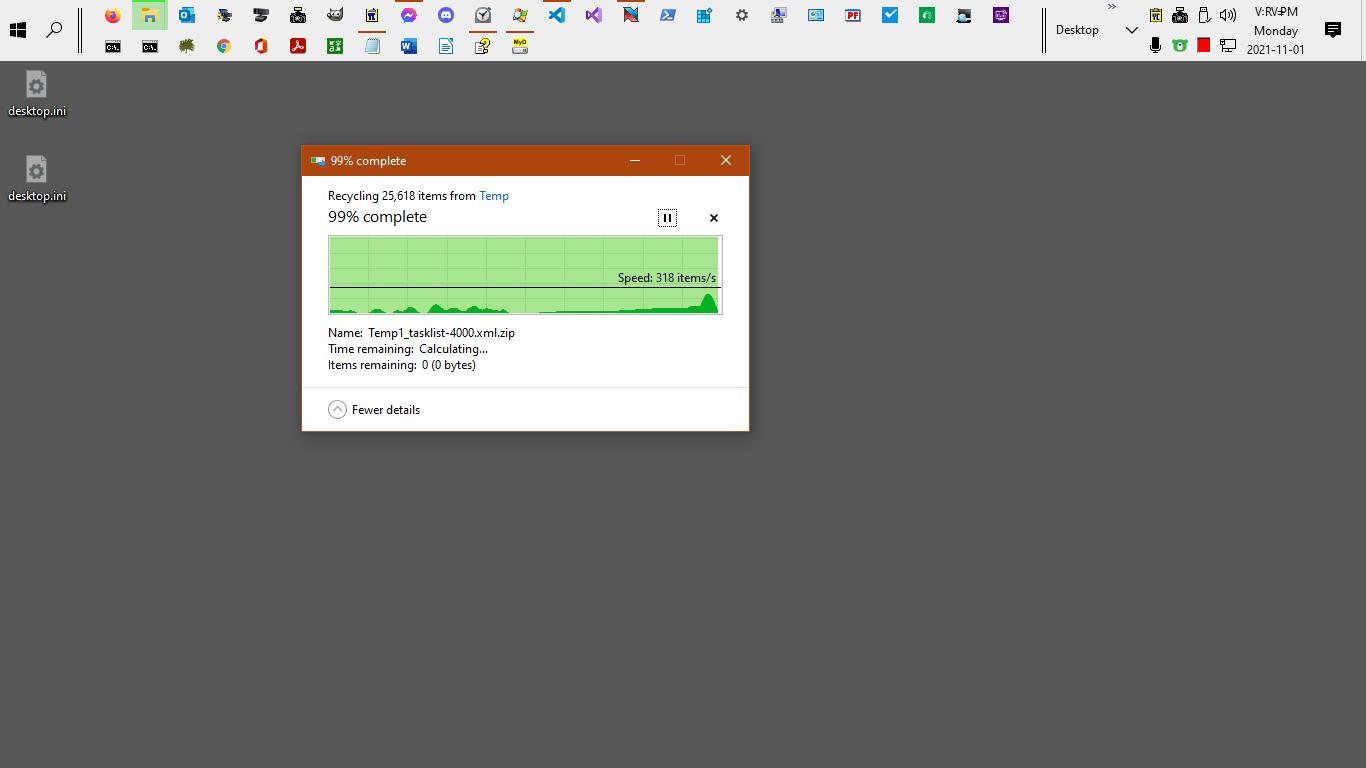 V:RV PM
Desktop
Monday
2021-11-01
C:\_
C:\_
PF
MyD
desktop.ini
desktop.ini
99% complete
Recycling 25,618 items from Temp
99% complete
Speed: 318 items/s
Name: Temp1_tasklist-4000.xml.zip
Time remaining: Calculating...
Items remaining: 0 (0 bytes)
Fewer details